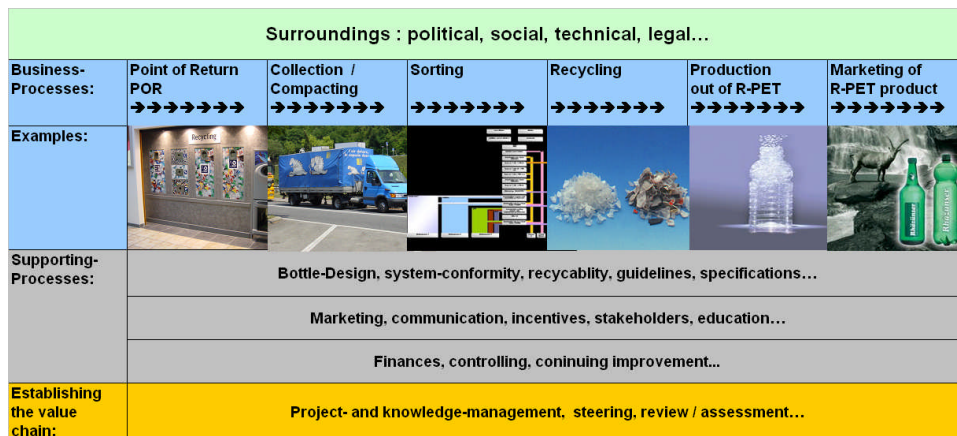 Surroundings : political, social, technical, legal...
Business-
Processes:
Point of Return
POR
➔➔➔➔➔➔➔
Collection /
Compacting
➔➔➔➔➔➔➔
Sorting
➔➔➔➔➔➔➔
Recycling
➔➔➔➔➔➔➔
Production
out of R-PET
➔➔➔➔➔➔➔
Marketing of
R-PET product
➔➔➔➔➔➔➔
Examples:
Recycling
Rhäzünser
Rhäzünser
Supporting-
Processes:
Bottle-Design, system-conformity, recycablity, guidelines, specifications...
Marketing, communication, incentives, stakeholders, education...
Finances, controlling, coninuing improvement...
Establishing
the value
chain:
Project- and knowledge-management, steering, review / assessment...